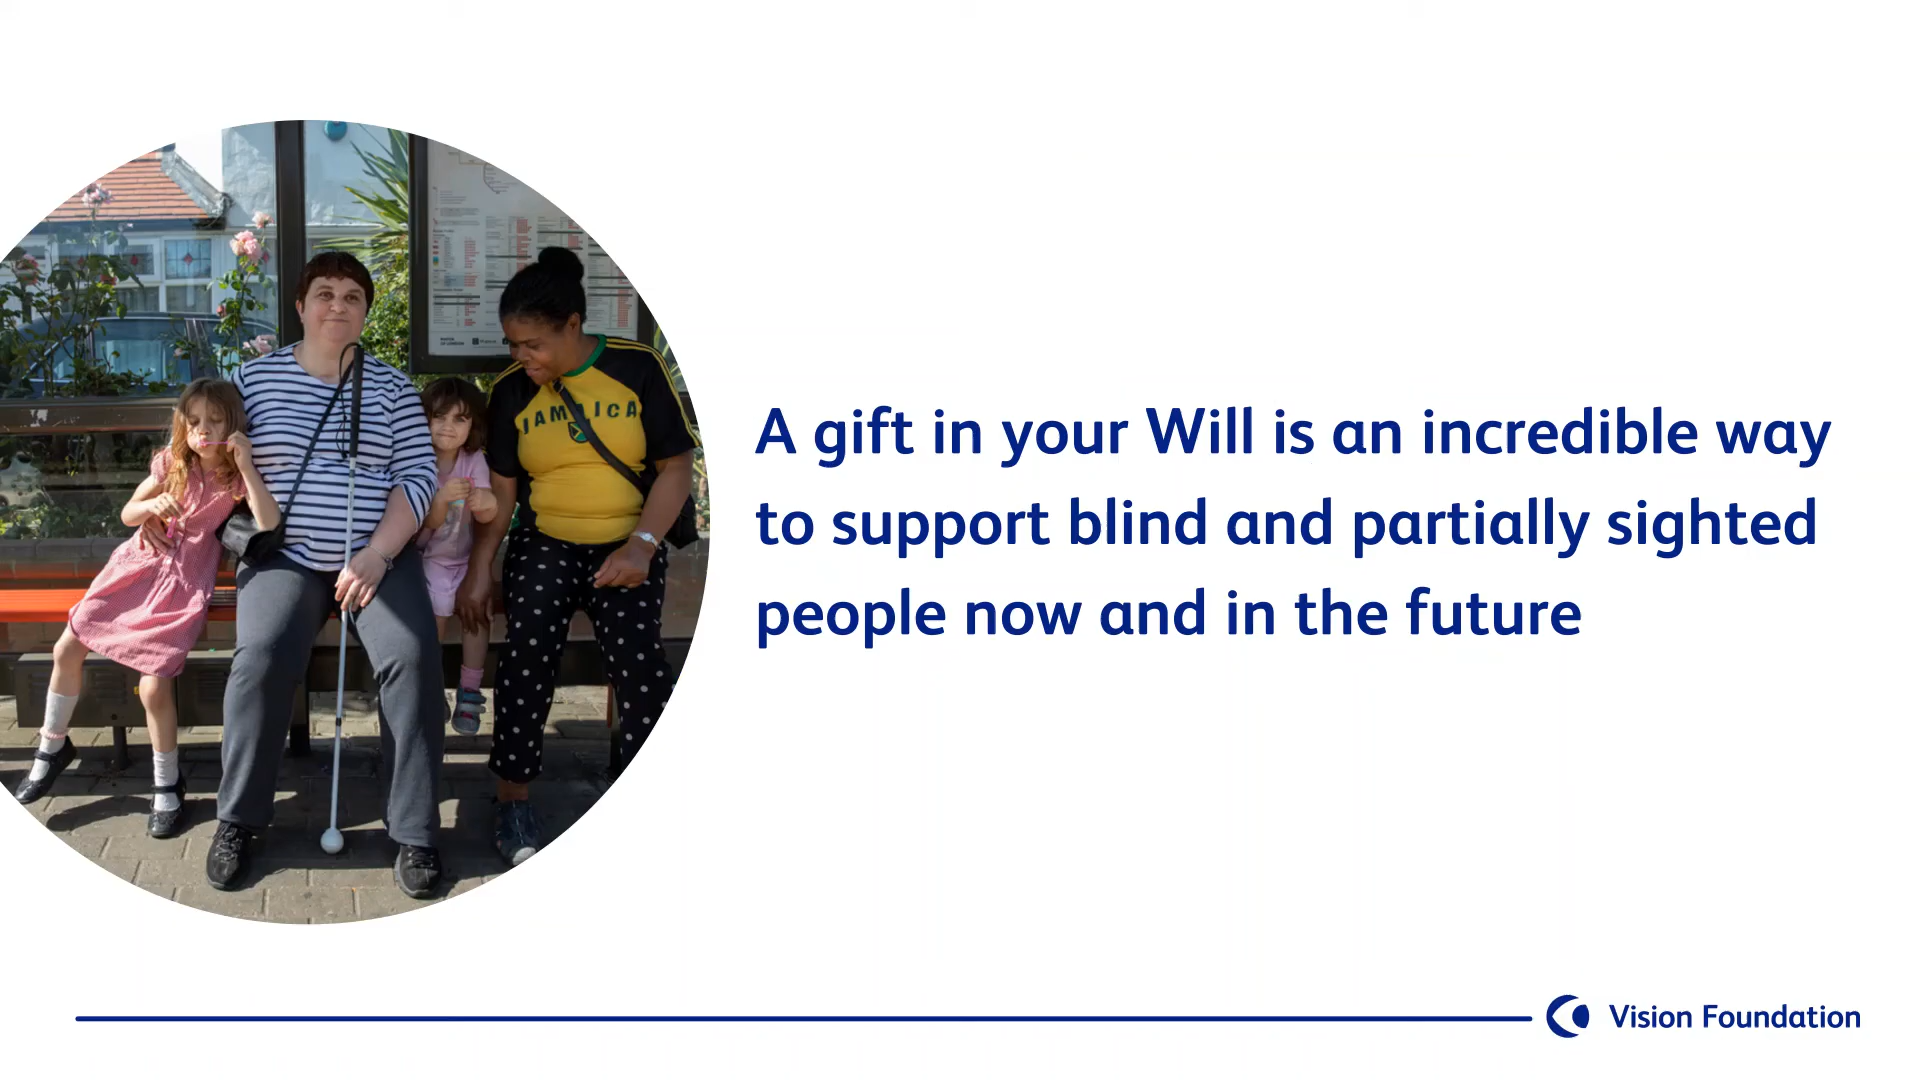 JAMAICA
A gift in your Will is an incredible way
to support blind and partially sighted
people now and in the future
Vision Foundation